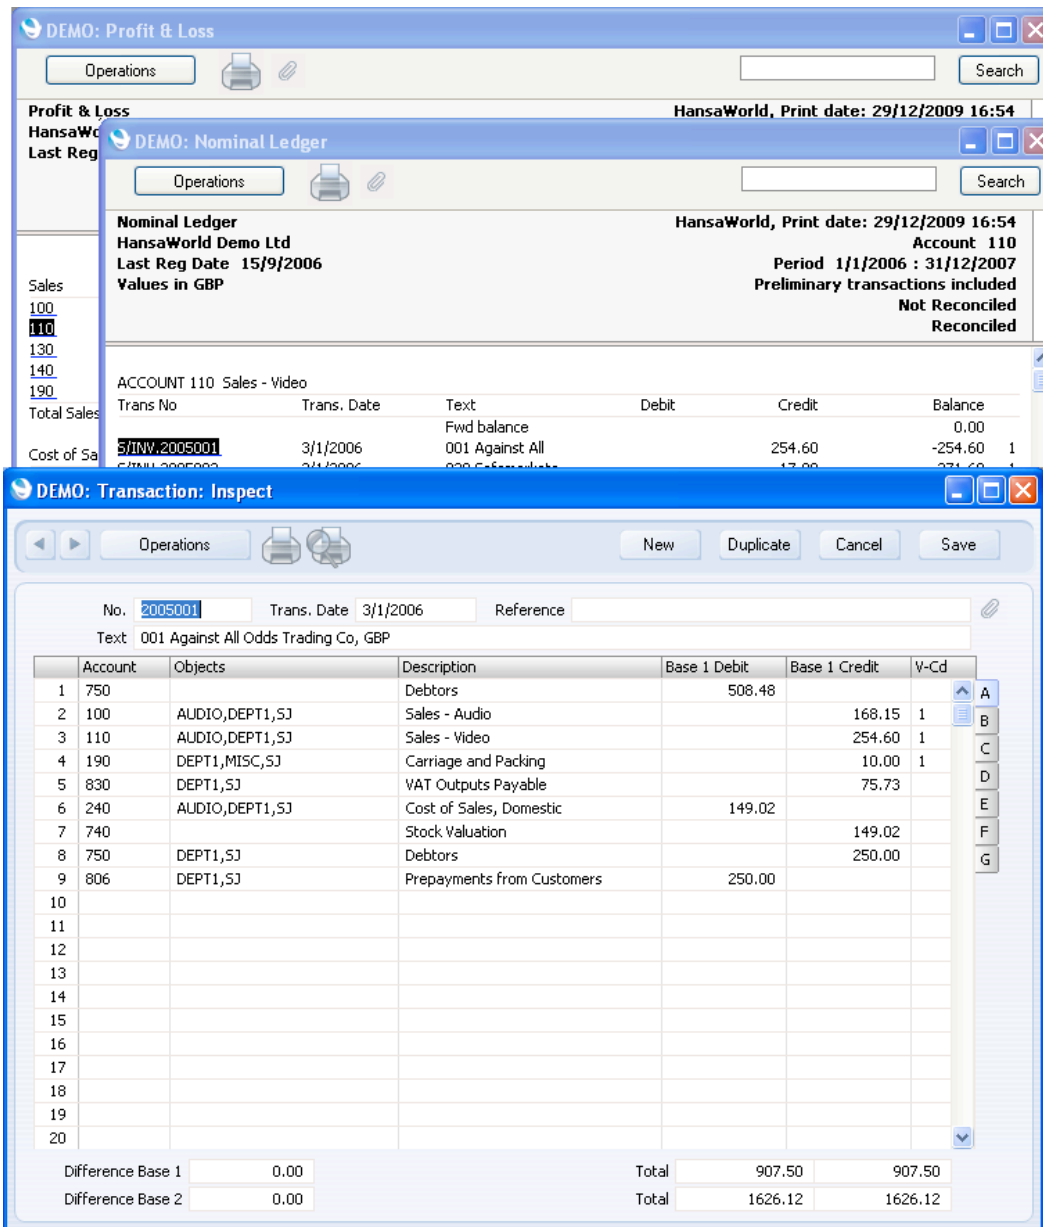 DEMO: Profit & Loss
Operations Search
Profit & Loss HansaWorld, Print date: 29/12/2009 16:54
HansaWo
Last Reg
DEMO: Nominal Ledger
Operations Search
Nominal Ledger HansaWorld, Print date: 29/12/2009 16:54
HansaWorld Demo Ltd Account 110
Last Reg Date 15/9/2006 Period 1/1/2006 : 31/12/2007
Values in GBP Preliminary transactions included
Not Reconciled
Reconciled
Sales
100
110
130
140
190
Total Sales
Cost of Sa
ACCOUNT 110 Sales - Video
Trans No Trans. Date Text Debit Credit Balance
Fwd balance 0.00
S/INV.2005001 3/1/2006 001 Against All 254.60 -254.60 1
DEMO: Transaction: Inspect
Operations New Duplicate Cancel Save
No. 2005001 Trans. Date 3/1/2006 Reference
Text 001 Against All Odds Trading Co, GBP
Account Objects Description Base 1 Debit Base 1 Credit V-Cd
1 750 Debtors 508.48
2 100 AUDIO,DEPT1,SJ Sales - Audio 168.15 1
3 110 AUDIO,DEPT1,SJ Sales - Video 254.60 1
4 190 DEPT1,MISC,SJ Carriage and Packing 10.00 1
5 830 DEPT1,SJ VAT Outputs Payable 75.73
6 240 AUDIO,DEPT1,SJ Cost of Sales, Domestic 149.02
7 740 Stock Valuation 149.02
8 750 DEPT1,SJ Debtors 250.00
9 806 DEPT1,SJ Prepayments from Customers 250.00
10
11
12
13
14
15
16
17
18
19
20
A
B
C
D
E
F
G
Difference Base 1 0.00 Total 907.50 907.50
Difference Base 2 0.00 Total 1626.12 1626.12